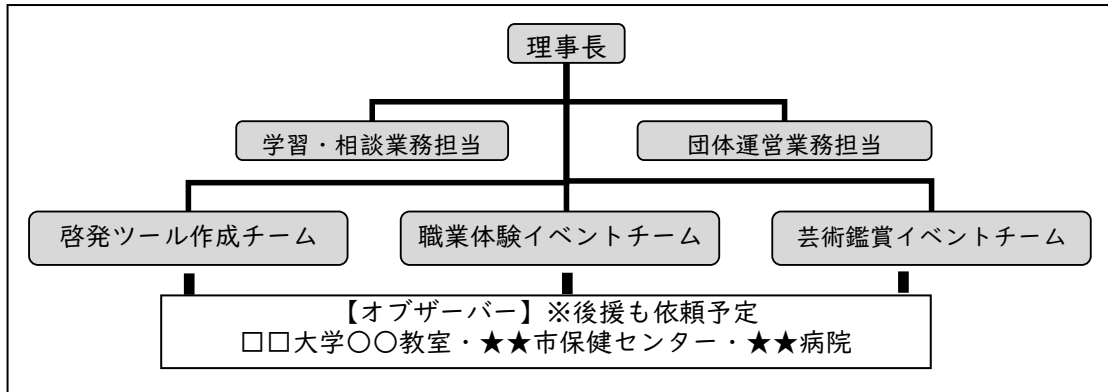 理事長
学習・相談業務担当
団体運営業務担当
啓発ツール作成チーム
職業体験イベントチーム
芸術鑑賞イベントチーム
【オブザーバー】※後援も依頼予定
□□大学〇〇教室・★★市保健センター・★★病院